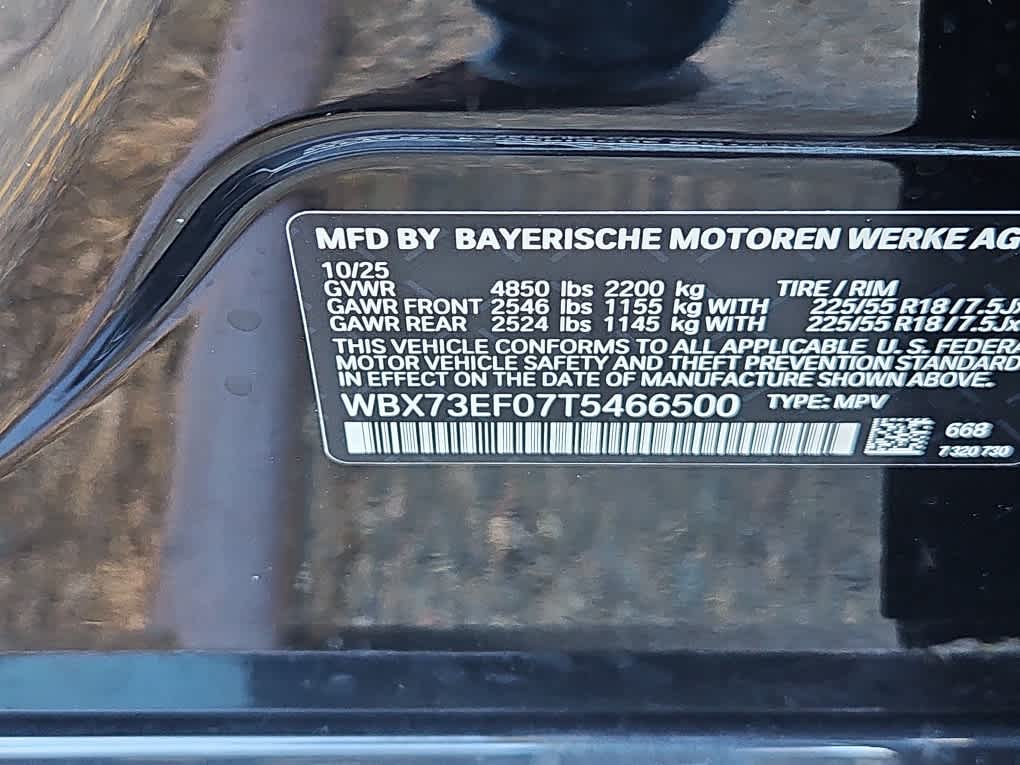 MFD BY BAYERISCHE MOTOREN WERKE AG
10/25
GVWR 4850 lbs 2200 kg TIRE / RIM
GAWR FRONT 2546 lbs 1155 kg WITH 225/55 R18 / 7.5Jx
GAWR REAR 2524 lbs 1145 kg WITH 225/55 R18 / 7.5Jx
THIS VEHICLE CONFORMS TO ALL APPLICABLE U. S. FEDERA
MOTOR VEHICLE SAFETY AND THEFT PREVENTION STANDARD
IN EFFECT ON THE DATE OF MANUFACTURE SHOWN ABOVE.
WBX73EF07T5466500 TYPE: MPV
668
7 320 730